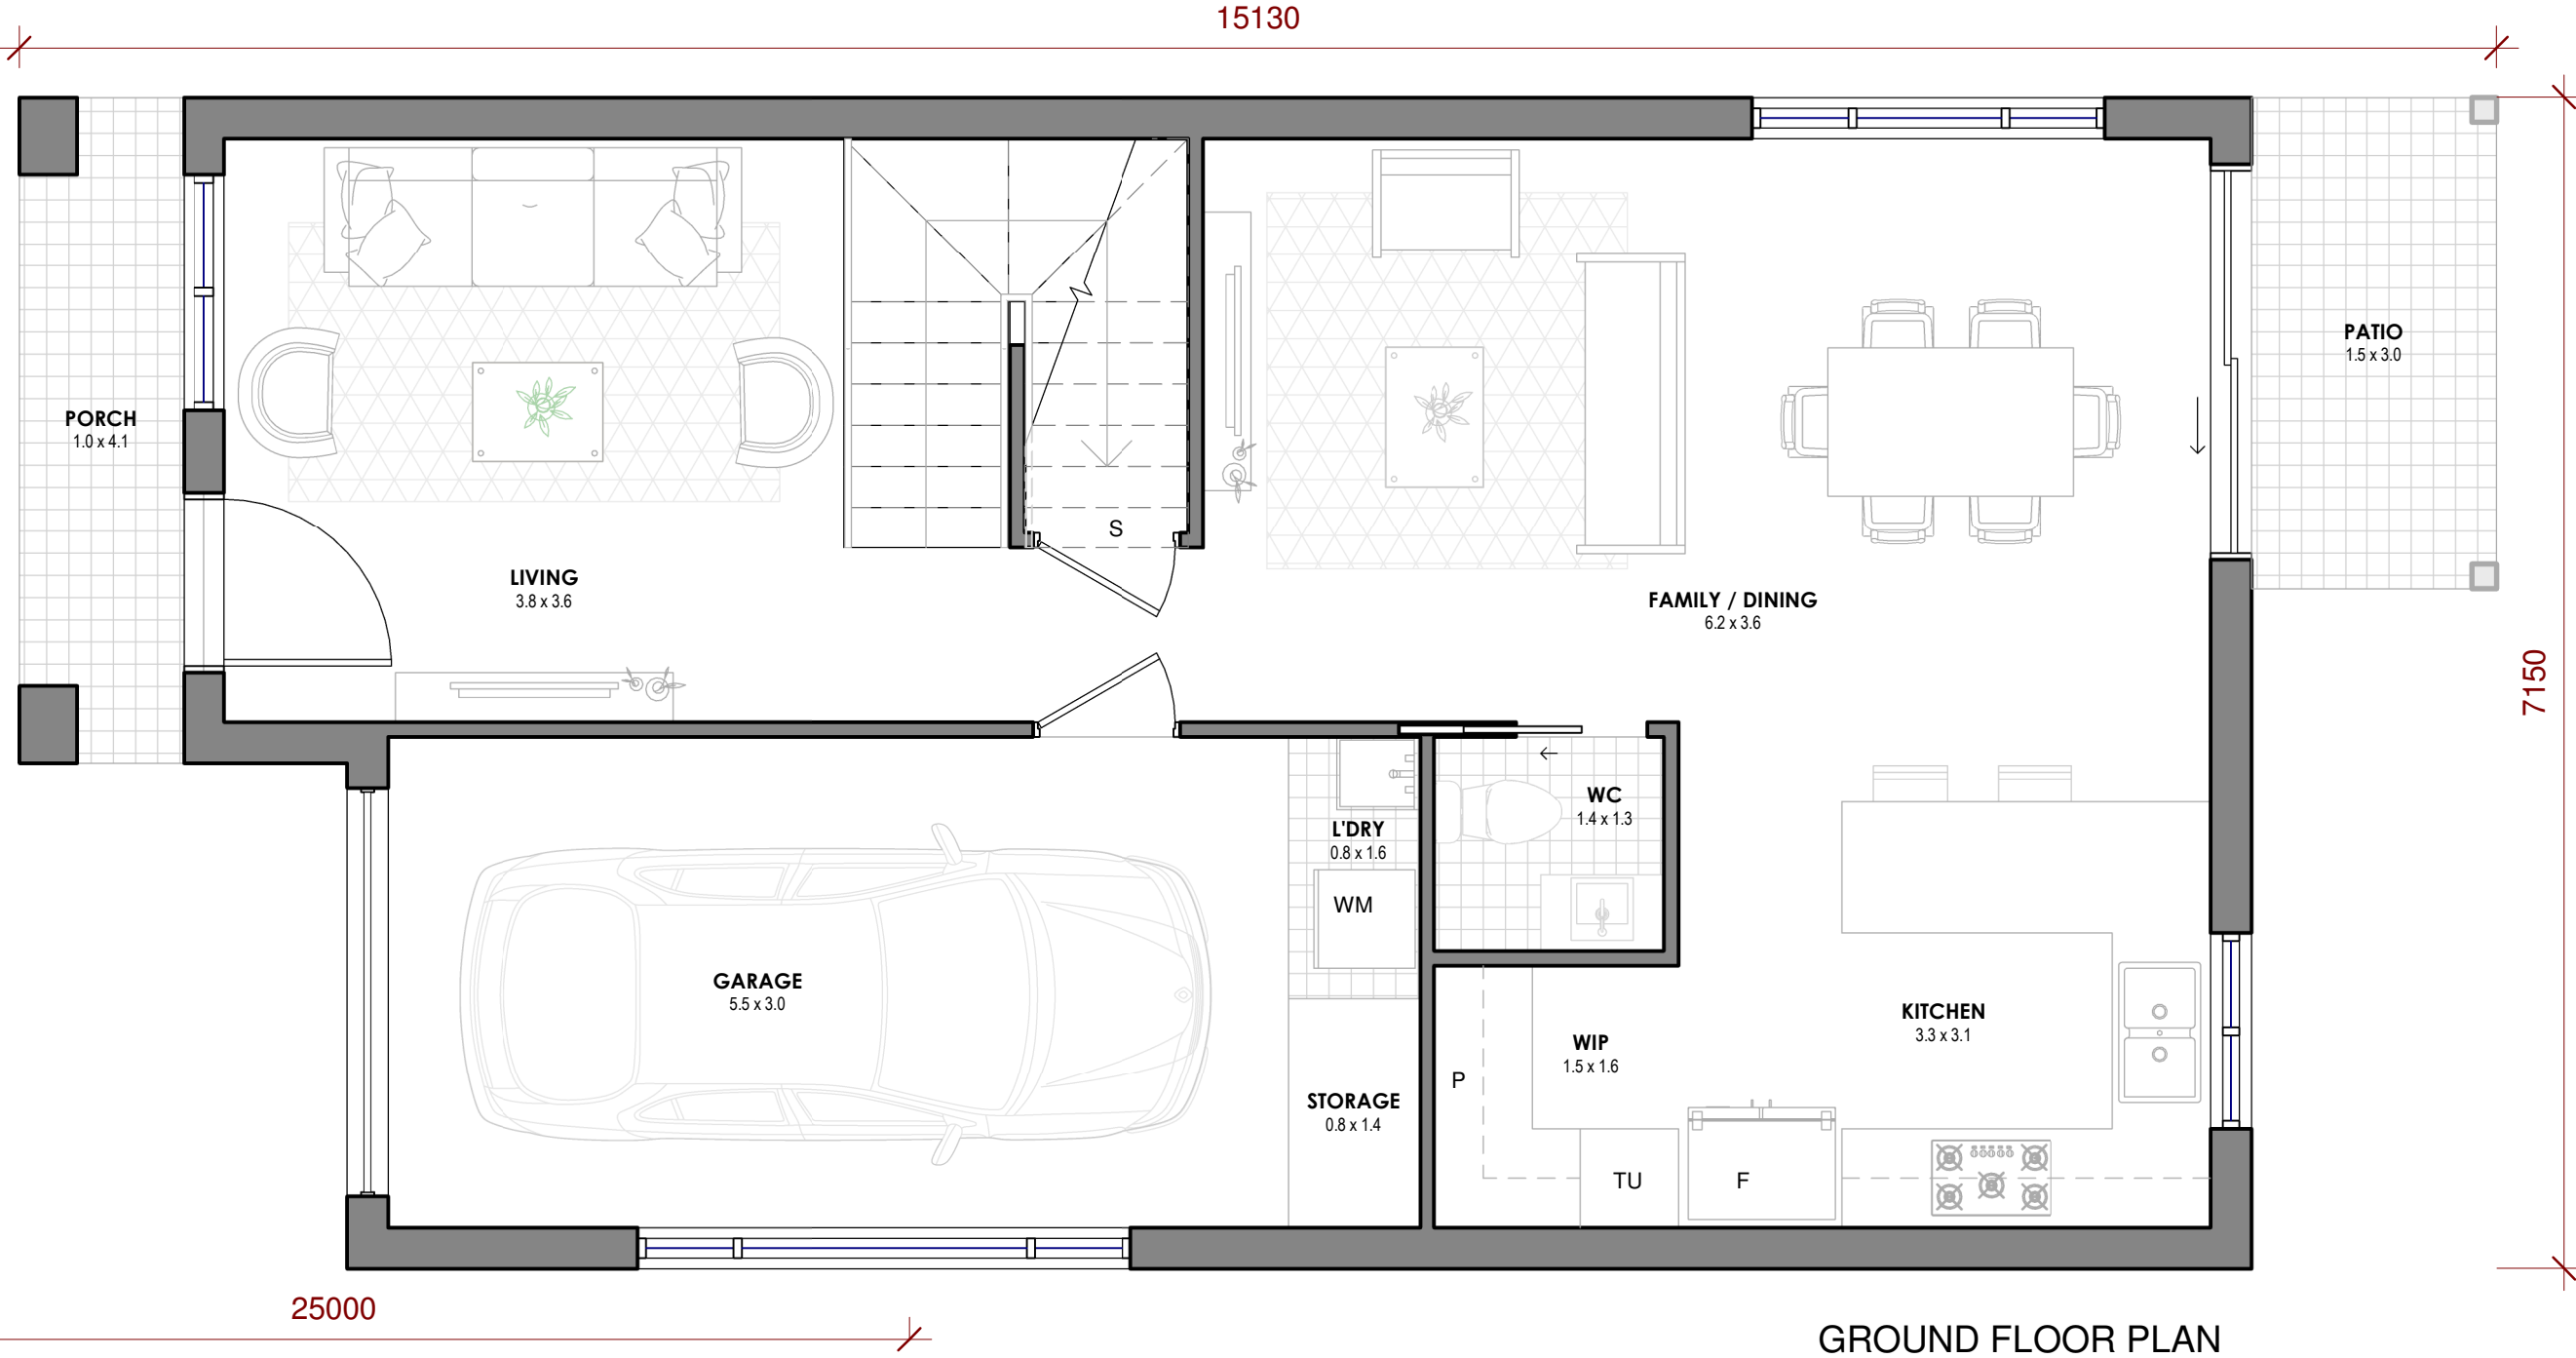 15130
PORCH
1.0 x 4.1
LIVING
3.8 x 3.6
S
FAMILY / DINING
6.2 x 3.6
PATIO
1.5 x 3.0
7150
WC
1.4 x 1.3
L'DRY
0.8 x 1.6
WM
GARAGE
5.5 x 3.0
STORAGE
0.8 x 1.4
WIP
1.5 x 1.6
P
TU
F
KITCHEN
3.3 x 3.1
25000
GROUND FLOOR PLAN